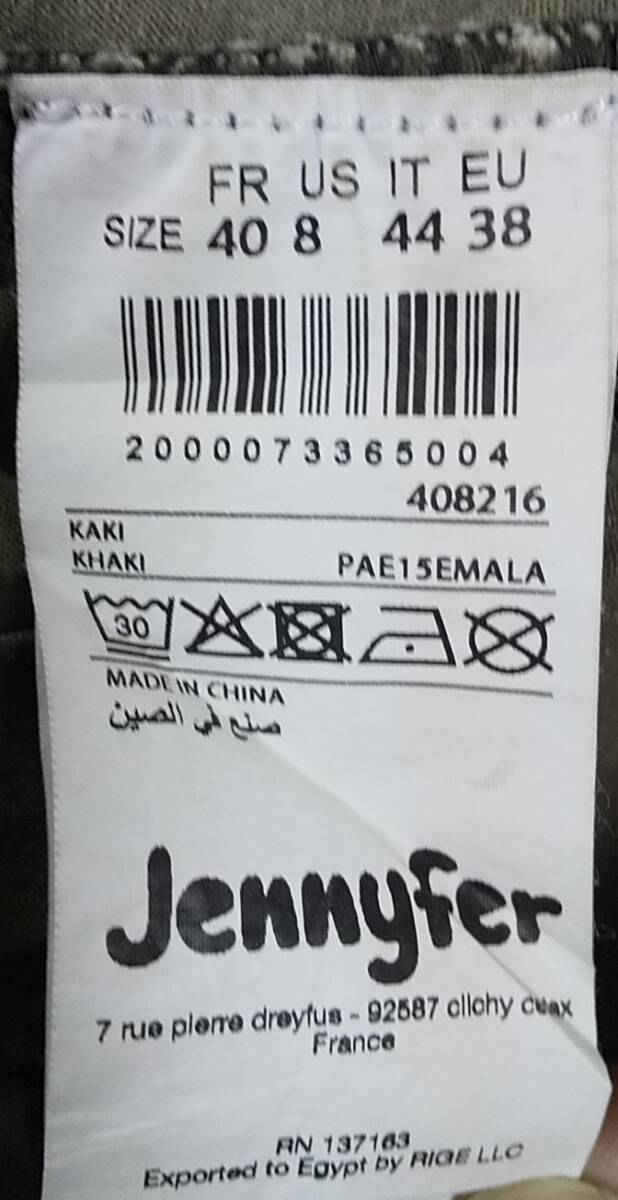 FR US IT EU
SIZE 40 8 44 38
2000073365004
408216
KAKI
KHAKI PAE15EMALA
30
MADE IN CHINA
صنع في الصين
Jennyfer
7 rue pierre dreyfus - 92587 clichy
France
RN 137163
Exported to Egypt by RIGE LLC